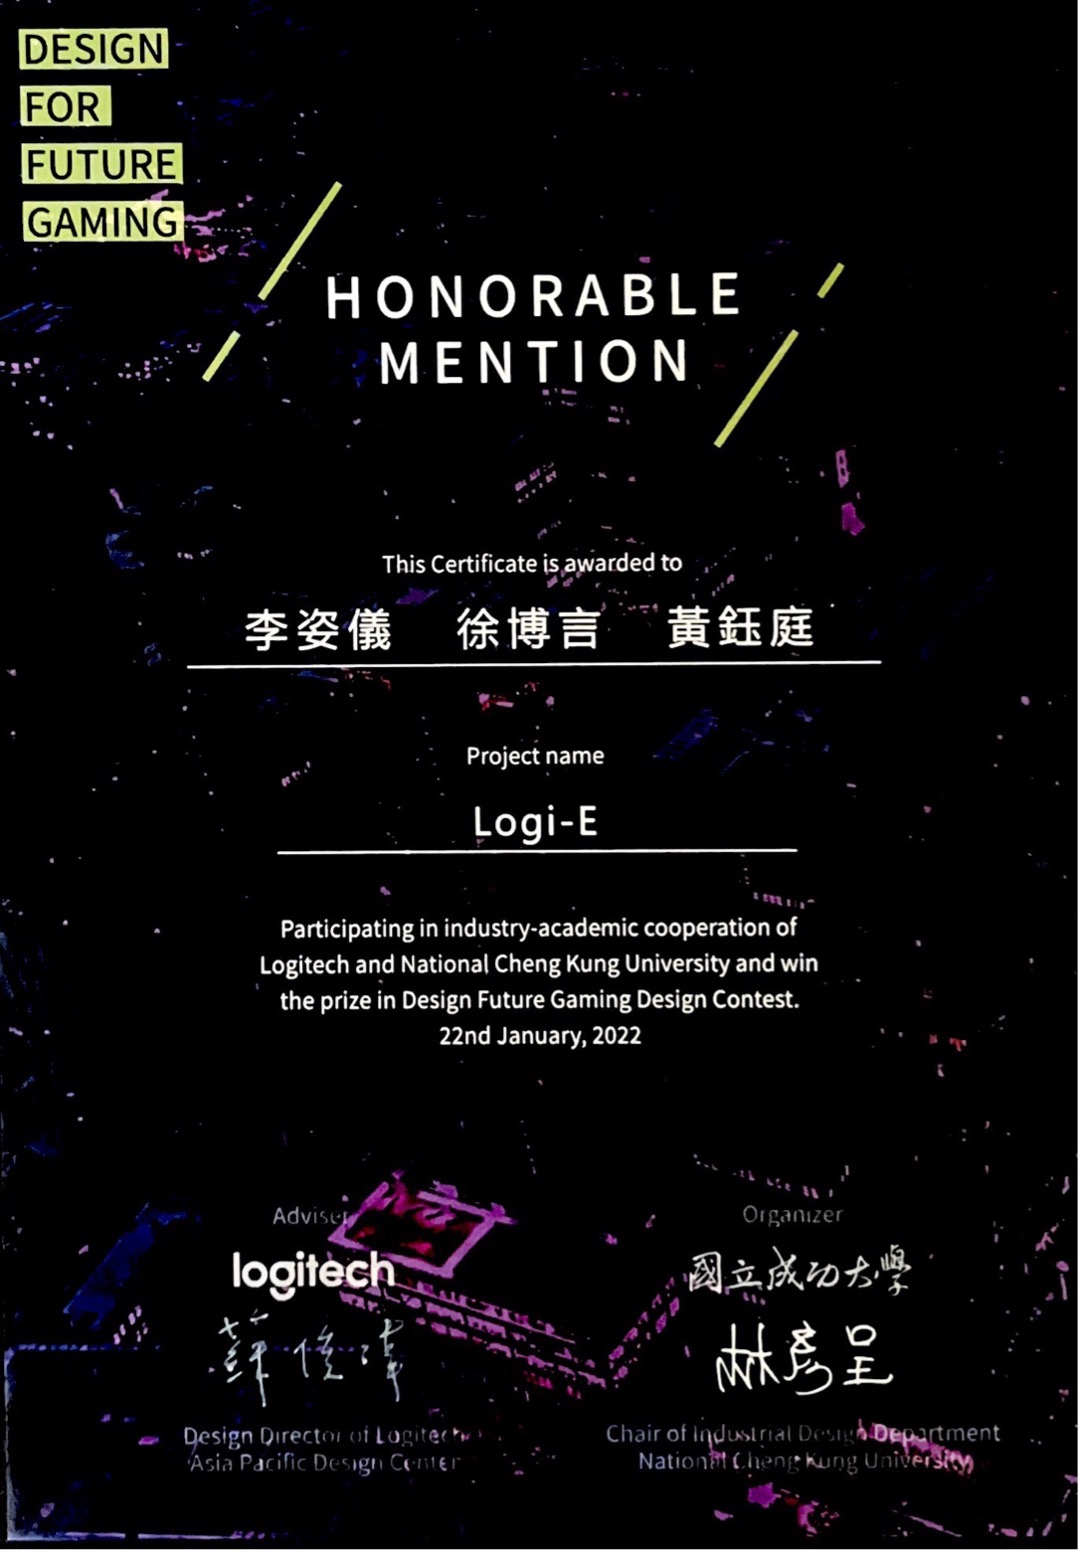 DESIGN
FOR
FUTURE
GAMING
HONORABLE
MENTION
This Certificate is awarded to
李姿儀 徐博言 黃鈺庭
Project name
Logi-E
Participating in industry-academic cooperation of
Logitech and National Cheng Kung University and win
the prize in Design Future Gaming Design Contest.
22nd January, 2022
Adviser
Organizer
logitech
國立成功大學
林彥呈
Design Director of Logitech
Asia Pacific Design Center
Chair of Industrial Design Department
National Cheng Kung University